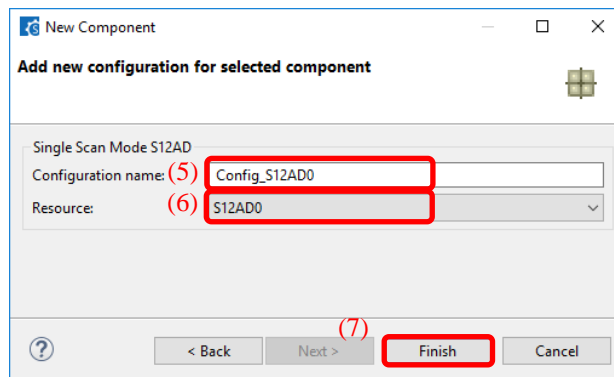 New Component
Add new configuration for selected component
Single Scan Mode S12AD
Configuration name: (5) Config_S12AD0
Resource: (6) S12AD0
(7)
? < Back Next > Finish Cancel